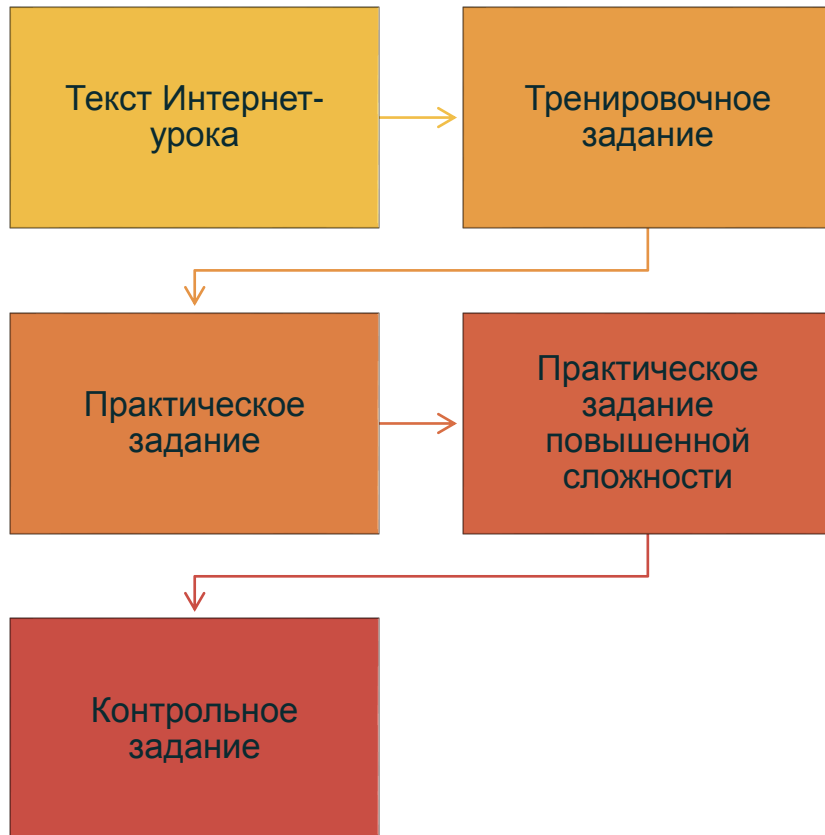 Текст Интернет-
урока
Тренировочное
задание
Практическое
задание
Практическое
задание
повышенной
сложности
Контрольное
задание